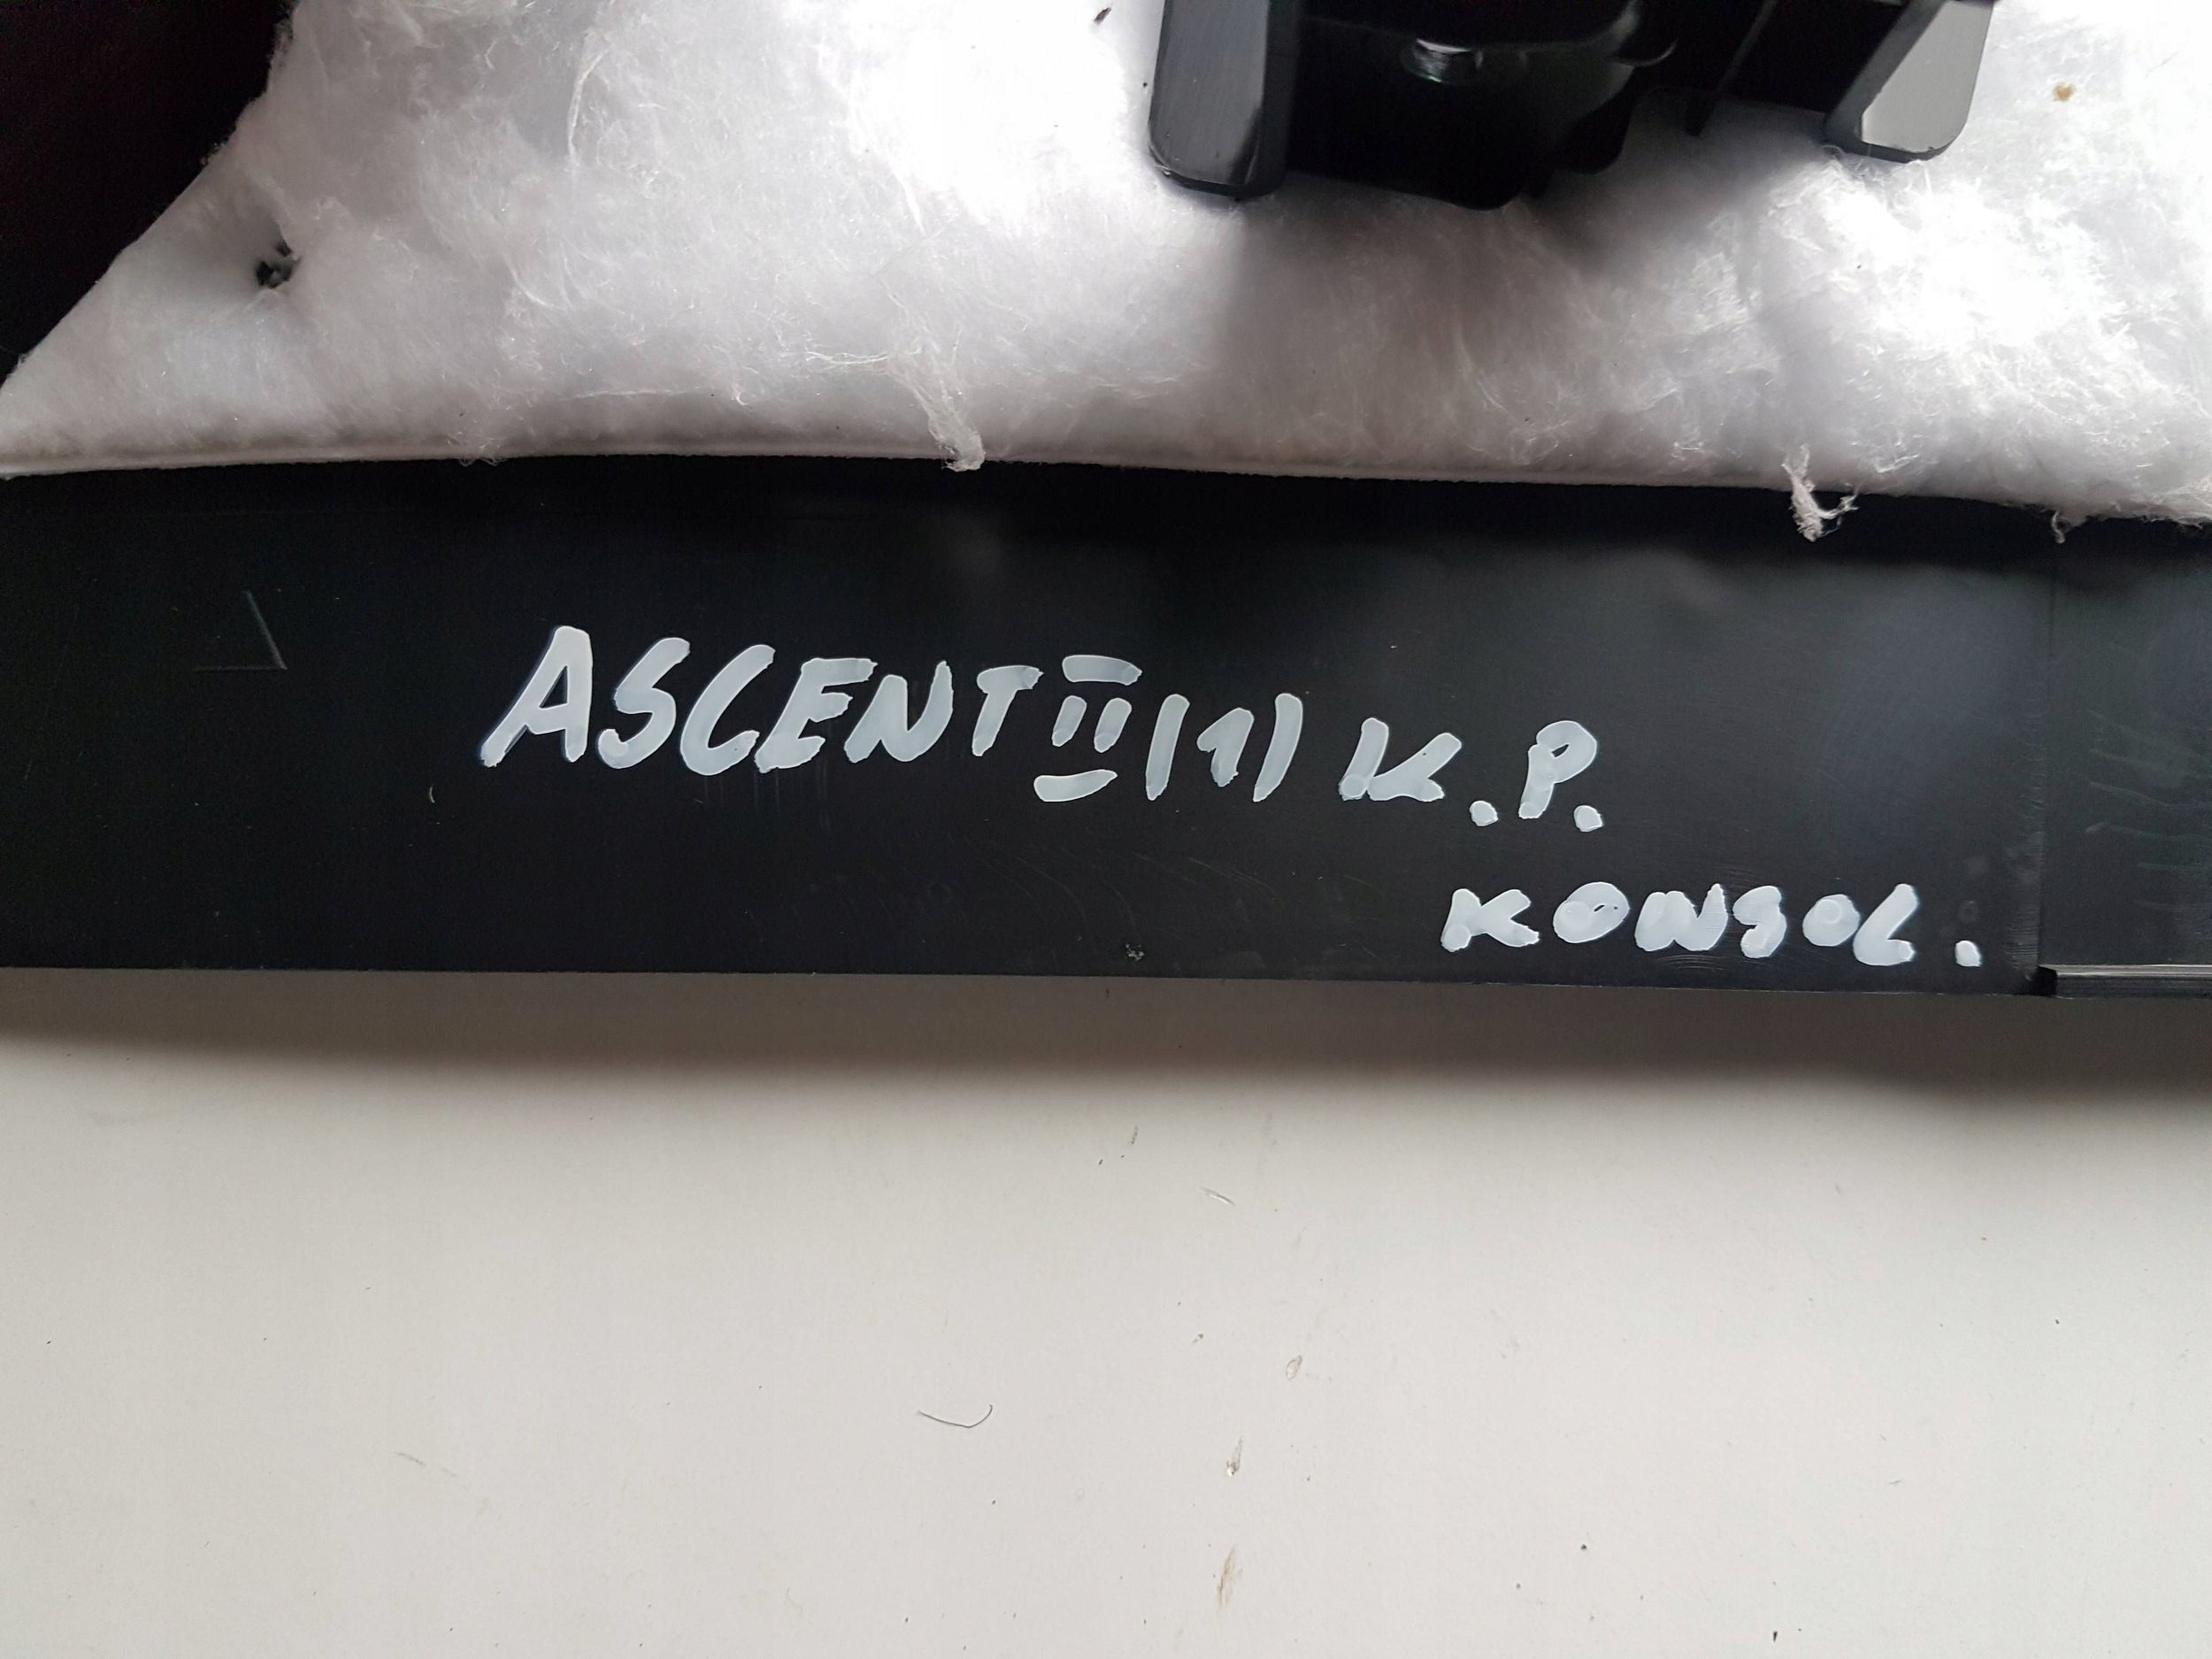 ASCENT II (1) K.P.
KONSOL.